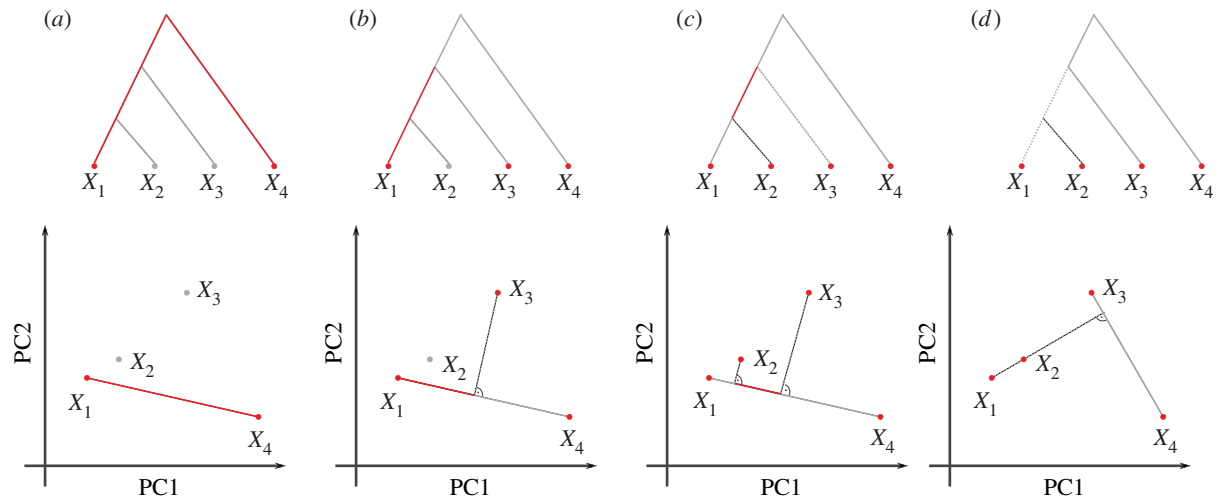 (a) (b) (c) (d)
X1 X2 X3 X4 X1 X2 X3 X4 X1 X2 X3 X4 X1 X2 X3 X4
X3 X3 X3 X3
PC2 PC2 PC2 PC2
X2 X2 X2 X2
X1 X1 X1 X1
X4 X4 X4 X4
PC1 PC1 PC1 PC1